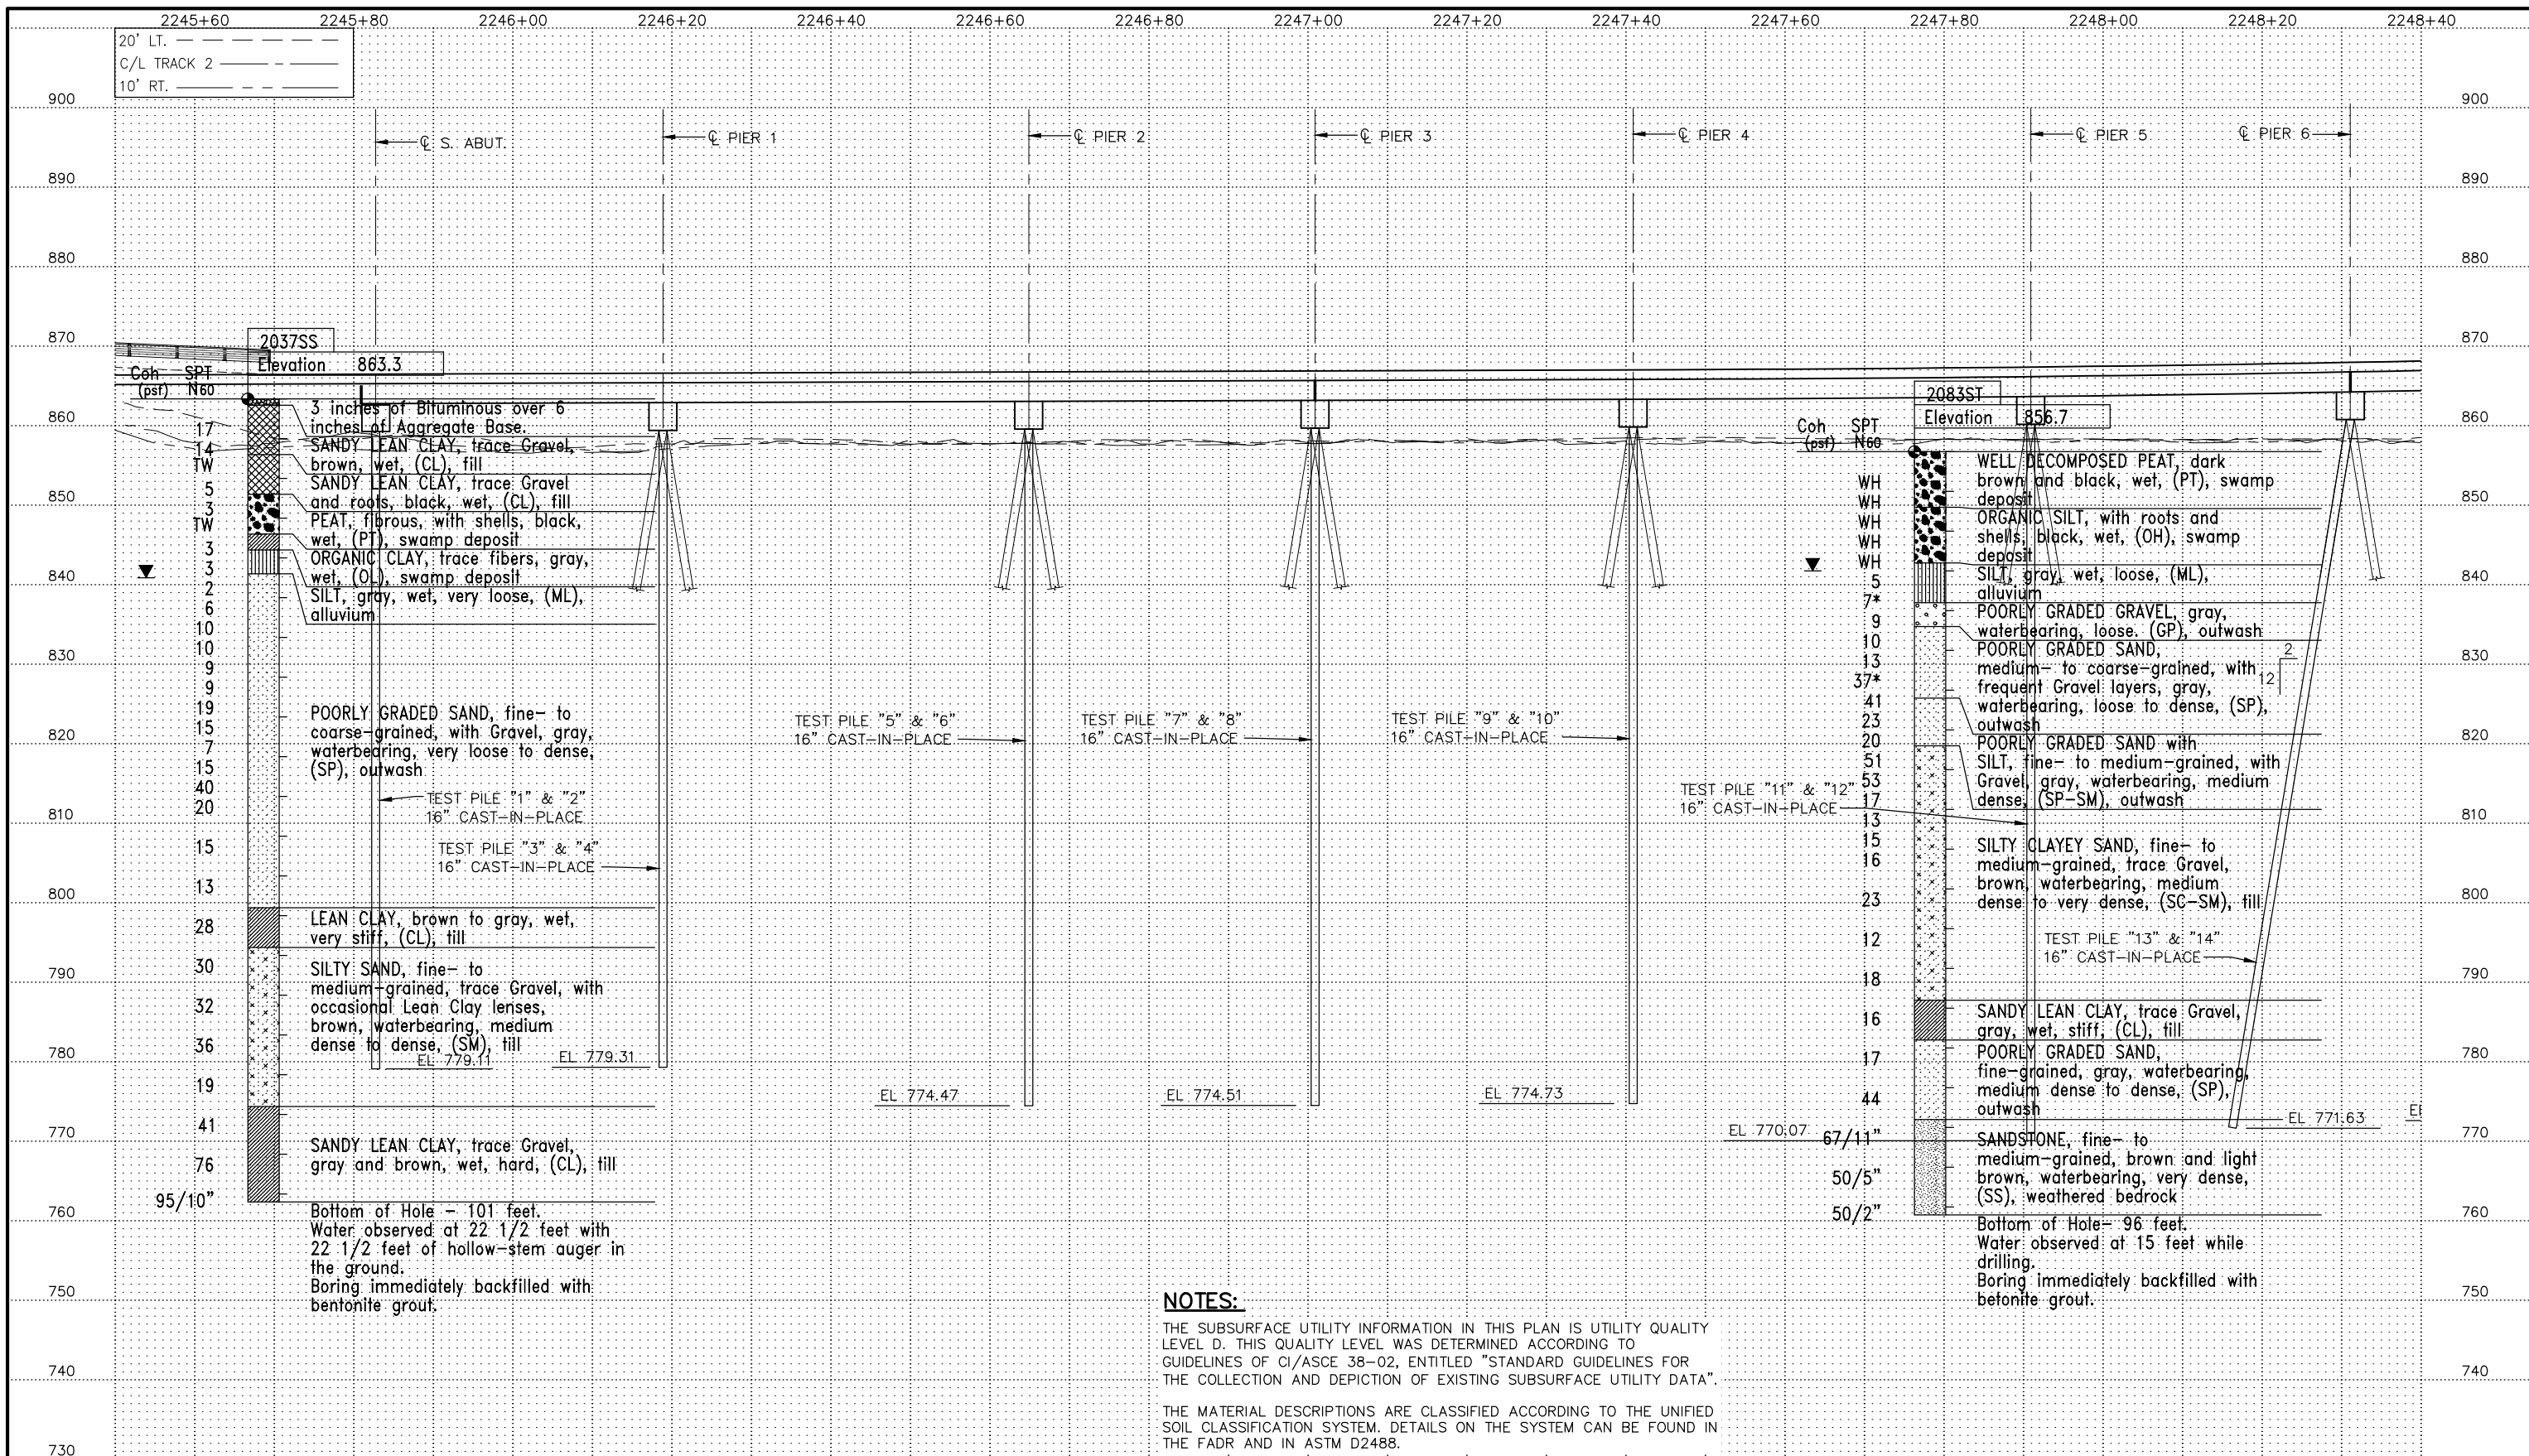 2245+60 2245+80 2246+00 2246+20 2246+40 2246+60 2246+80 2247+00 2247+20 2247+40 2247+60 2247+80 2248+00 2248+20 2248+40
20' LT.
C/L TRACK 2
10' RT.
900 900
℄ S. ABUT.
℄ PIER 1
℄ PIER 2
℄ PIER 3
℄ PIER 4
℄ PIER 5
℄ PIER 6
890 890
880 880
870 870
860 860
850 850
840 840
830 830
820 820
810 810
800 800
790 790
780 780
770 770
760 760
750 750
740 740
730 730
2037SS
Elevation 863.3
Coh SPT
(psf) N60
17
14
TW
5
3
TW
3
3
2
6
10
10
9
9
19
15
7
15
40
20
15
13
28
30
32
36
19
41
76
95/10"
3 inches of Bituminous over 6
inches of Aggregate Base.
SANDY LEAN CLAY, trace Gravel,
brown, wet, (CL), fill
SANDY LEAN CLAY, trace Gravel
and roots, black, wet, (CL), fill
PEAT, fibrous, with shells, black,
wet, (PT), swamp deposit
ORGANIC CLAY, trace fibers, gray,
wet, (OL), swamp deposit
SILT, gray, wet, very loose, (ML),
alluvium
POORLY GRADED SAND, fine- to
coarse-grained, with Gravel, gray,
waterbearing, very loose to dense,
(SP), outwash
LEAN CLAY, brown to gray, wet,
very stiff, (CL), till
SILTY SAND, fine- to
medium-grained, trace Gravel, with
occasional Lean Clay lenses,
brown, waterbearing, medium
dense to dense, (SM), till
SANDY LEAN CLAY, trace Gravel,
gray and brown, wet, hard, (CL), till
Bottom of Hole - 101 feet.
Water observed at 22 1/2 feet with
22 1/2 feet of hollow-stem auger in
the ground.
Boring immediately backfilled with
bentonite grout.
TEST PILE "1" & "2"
16" CAST-IN-PLACE
TEST PILE "3" & "4"
16" CAST-IN-PLACE
TEST PILE "5" & "6"
16" CAST-IN-PLACE
TEST PILE "7" & "8"
16" CAST-IN-PLACE
TEST PILE "9" & "10"
16" CAST-IN-PLACE
TEST PILE "11" & "12"
16" CAST-IN-PLACE
TEST PILE "13" & "14"
16" CAST-IN-PLACE
EL 779.11
EL 779.31
EL 774.47
EL 774.51
EL 774.73
EL 770.07
EL 771.63
2
12
2083ST
Elevation 856.7
Coh SPT
(psf) N60
WH
WH
WH
WH
WH
5
7*
9
10
13
37*
41
23
20
51
53
17
13
15
16
23
12
18
16
17
44
67/11"
50/5"
50/2"
WELL DECOMPOSED PEAT, dark
brown and black, wet, (PT), swamp
deposit
ORGANIC SILT, with roots and
shells, black, wet, (OH), swamp
deposit
SILT, gray, wet, loose, (ML),
alluvium
POORLY GRADED GRAVEL, gray,
waterbearing, loose. (GP), outwash
POORLY GRADED SAND,
medium- to coarse-grained, with
frequent Gravel layers, gray,
waterbearing, loose to dense, (SP),
outwash
POORLY GRADED SAND with
SILT, fine- to medium-grained, with
Gravel, gray, waterbearing, medium
dense, (SP-SM), outwash
SILTY CLAYEY SAND, fine- to
medium-grained, trace Gravel,
brown, waterbearing, medium
dense to very dense, (SC-SM), till
SANDY LEAN CLAY, trace Gravel,
gray, wet, stiff, (CL), till
POORLY GRADED SAND,
fine-grained, gray, waterbearing,
medium dense to dense, (SP),
outwash
SANDSTONE, fine- to
medium-grained, brown and light
brown, waterbearing, very dense,
(SS), weathered bedrock
Bottom of Hole- 96 feet.
Water observed at 15 feet while
drilling.
Boring immediately backfilled with
betonite grout.
NOTES:
THE SUBSURFACE UTILITY INFORMATION IN THIS PLAN IS UTILITY QUALITY
LEVEL D. THIS QUALITY LEVEL WAS DETERMINED ACCORDING TO
GUIDELINES OF CI/ASCE 38-02, ENTITLED "STANDARD GUIDELINES FOR
THE COLLECTION AND DEPICTION OF EXISTING SUBSURFACE UTILITY DATA".
THE MATERIAL DESCRIPTIONS ARE CLASSIFIED ACCORDING TO THE UNIFIED
SOIL CLASSIFICATION SYSTEM. DETAILS ON THE SYSTEM CAN BE FOUND IN
THE FADR AND IN ASTM D2488.